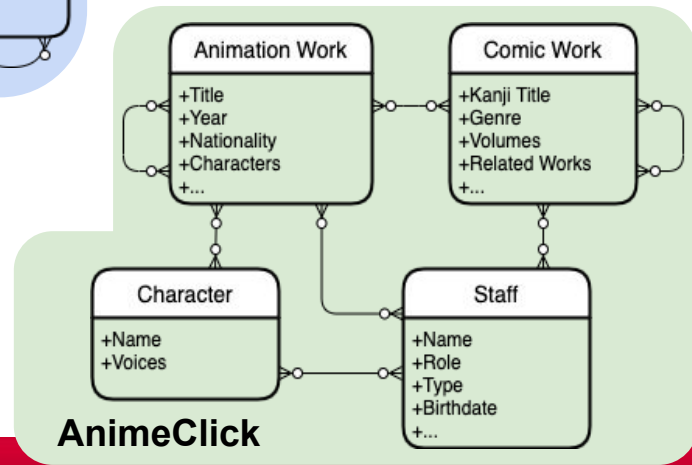 Animation Work
+Title
+Year
+Nationality
+Characters
+...
Comic Work
+Kanji Title
+Genre
+Volumes
+Related Works
+...
Character
+Name
+Voices
Staff
+Name
+Role
+Type
+Birthdate
+...
AnimeClick